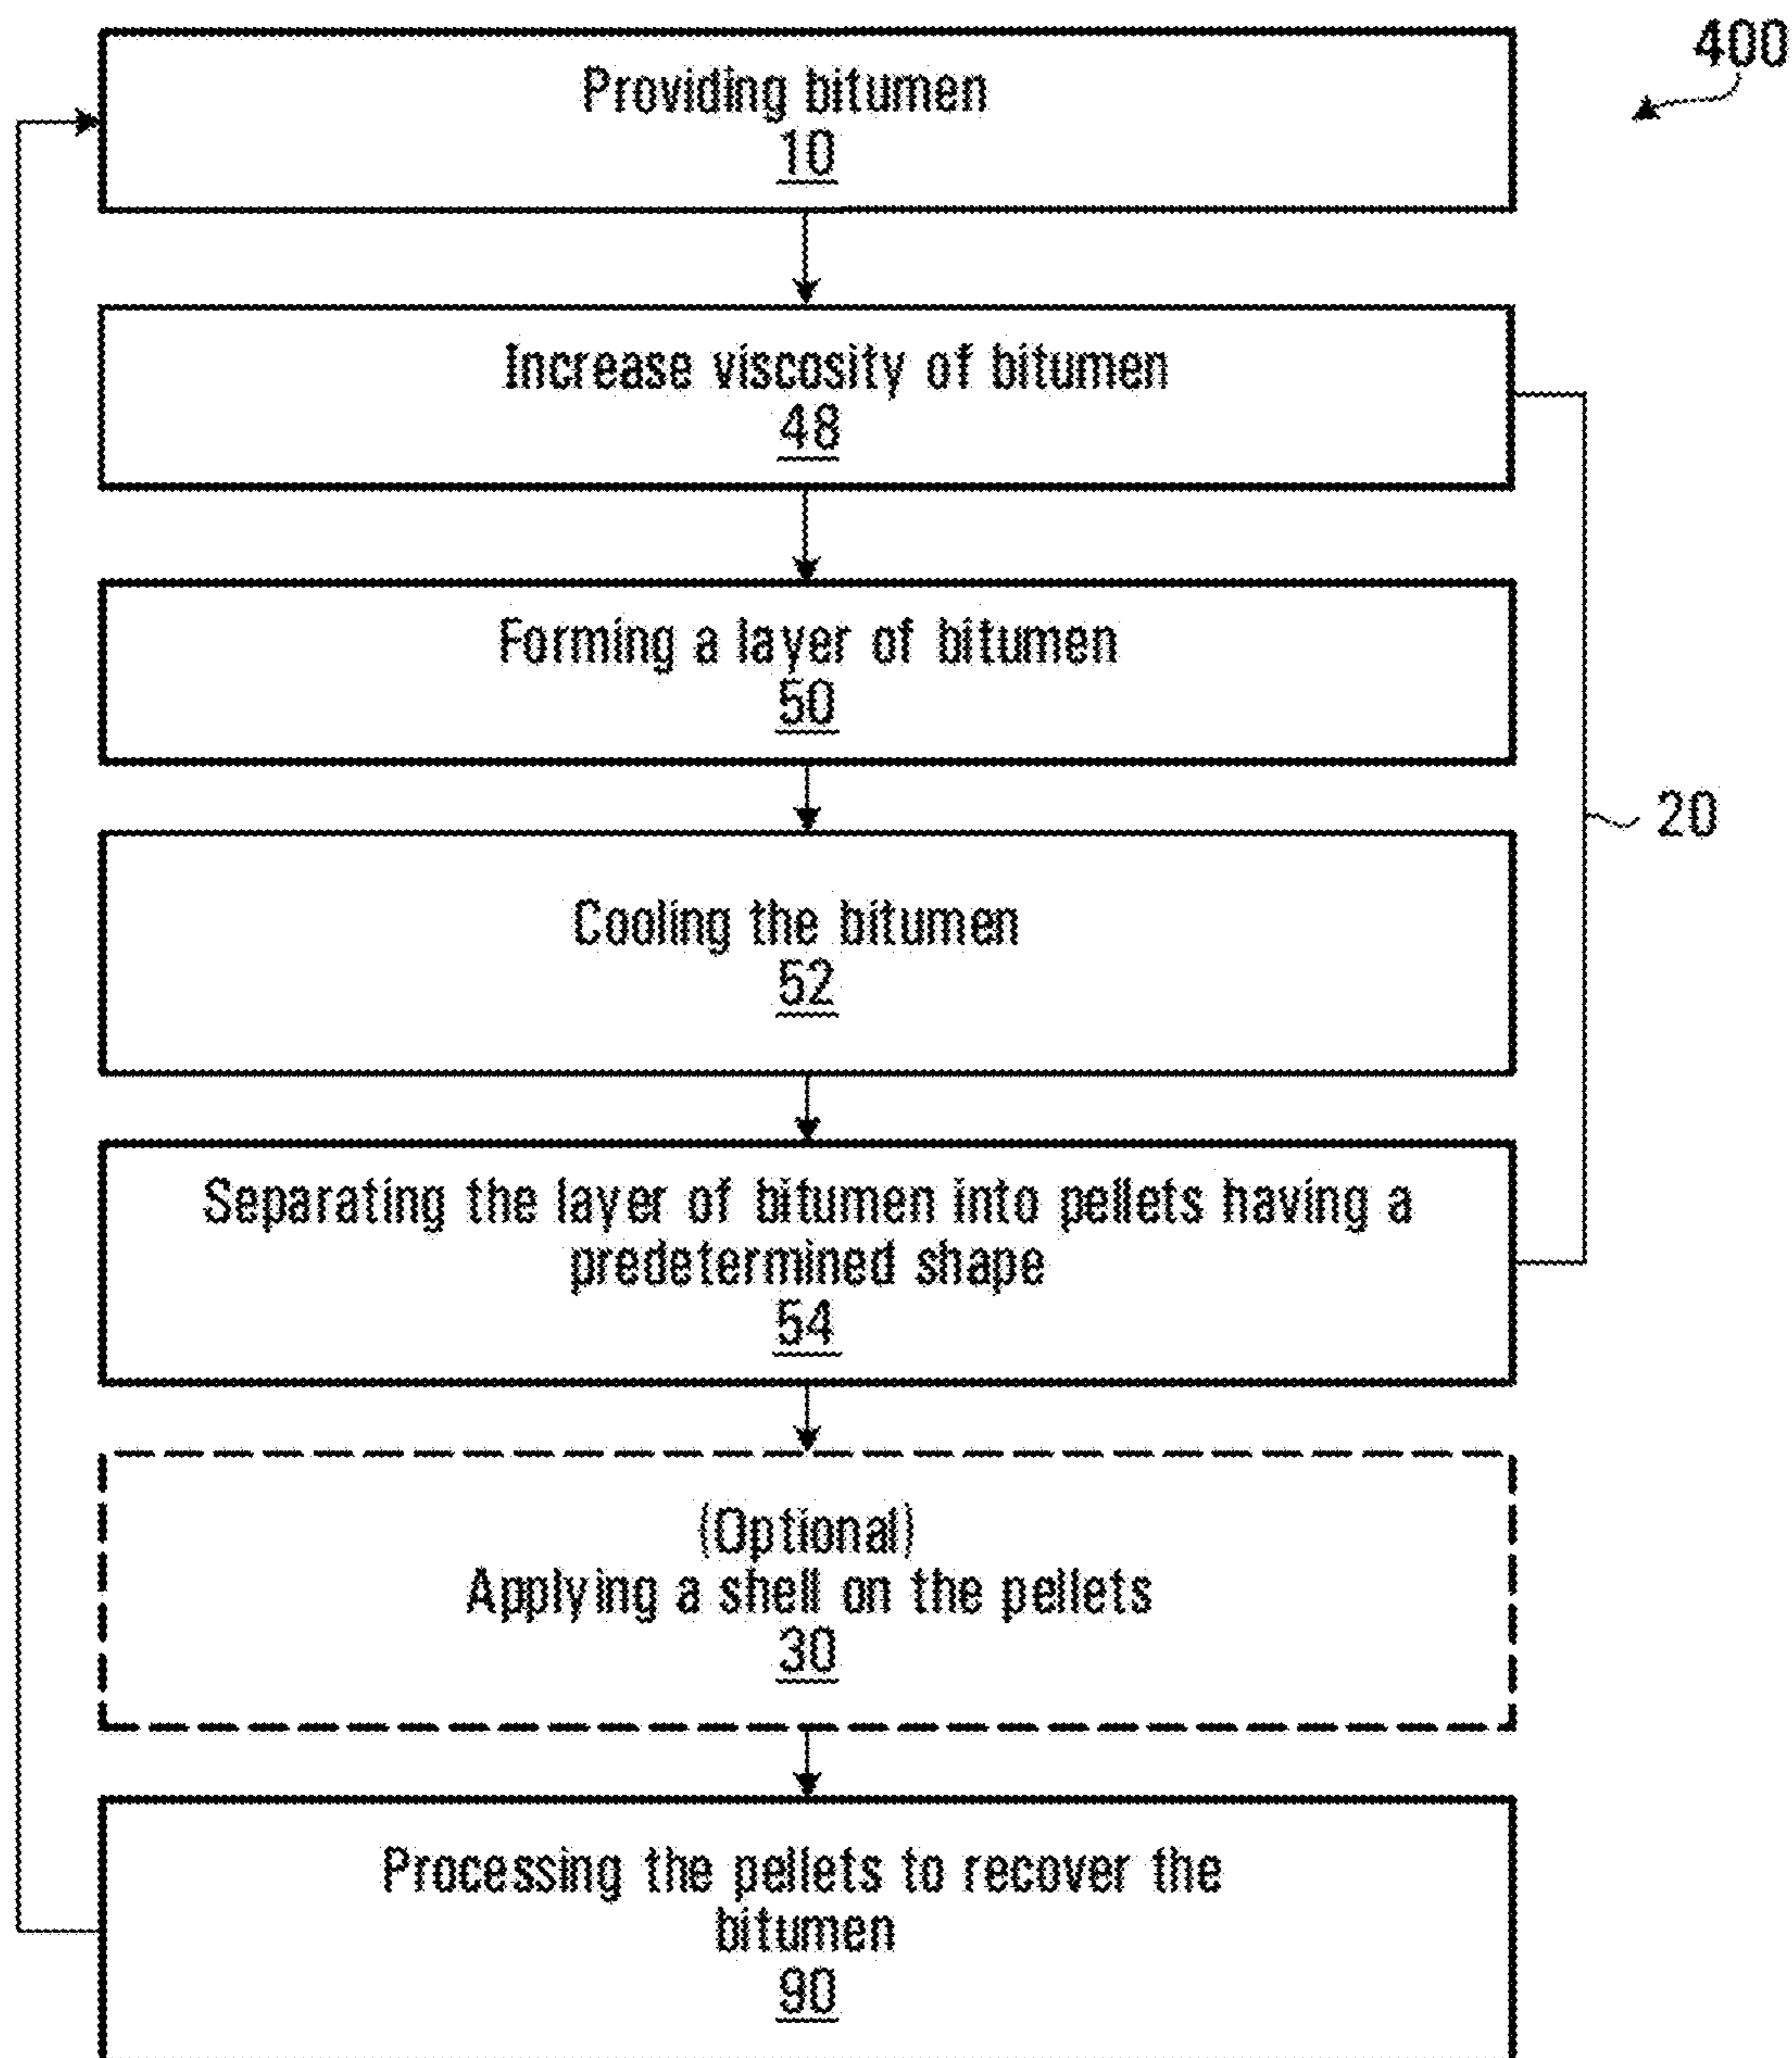 400
Providing bitumen
10
Increase viscosity of bitumen
48
Forming a layer of bitumen
50
20
Cooling the bitumen
52
Separating the layer of bitumen into pellets having a
predetermined shape
54
(Optional)
Applying a shell on the pellets
30
Processing the pellets to recover the
bitumen
90